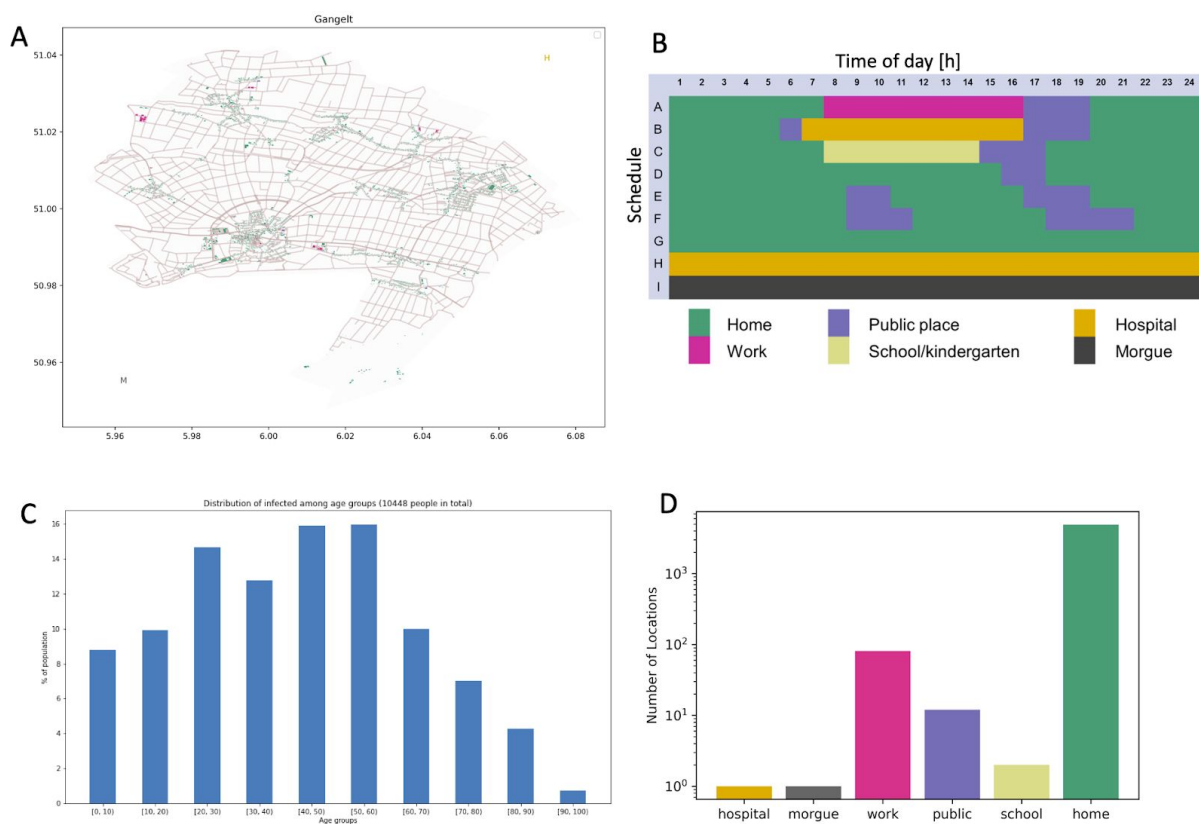 A
Gangelt
H
51.04
51.02
51.00
50.98
50.96
M
5.96 5.98 6.00 6.02 6.04 6.06 6.08
B
Time of day [h]
1 2 3 4 5 6 7 8 9 10 11 12 13 14 15 16 17 18 19 20 21 22 23 24
Schedule
A
B
C
D
E
F
G
H
I
Home Public place Hospital
Work School/kindergarten Morgue
C
Distribution of infected among age groups (10448 people in total)
% of population
16
14
12
10
8
6
4
2
0
[0, 10) [10, 20) [20, 30) [30, 40) [40, 50) [50, 60) [60, 70) [70, 80) [80, 90) [90, 100)
Age groups
D
Number of Locations
10³
10²
10¹
10⁰
hospital morgue work public school home